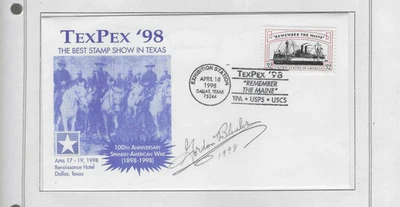 TEXPEX '98
THE BEST STAMP SHOW IN TEXAS
100TH ANNIVERSARY
SPANISH-AMERICAN WAR
(1898-1998)
APRIL 17 - 19, 1998
Renaissance Hotel
Dallas, Texas
EXHIBITION STATION
APRIL 18
1998
DALLAS, TEXAS
75244
TEXPEX '98
"REMEMBER
THE MAINE"
TPA • USPS • USCS
"REMEMBER THE MAINE"
Gordon
1998